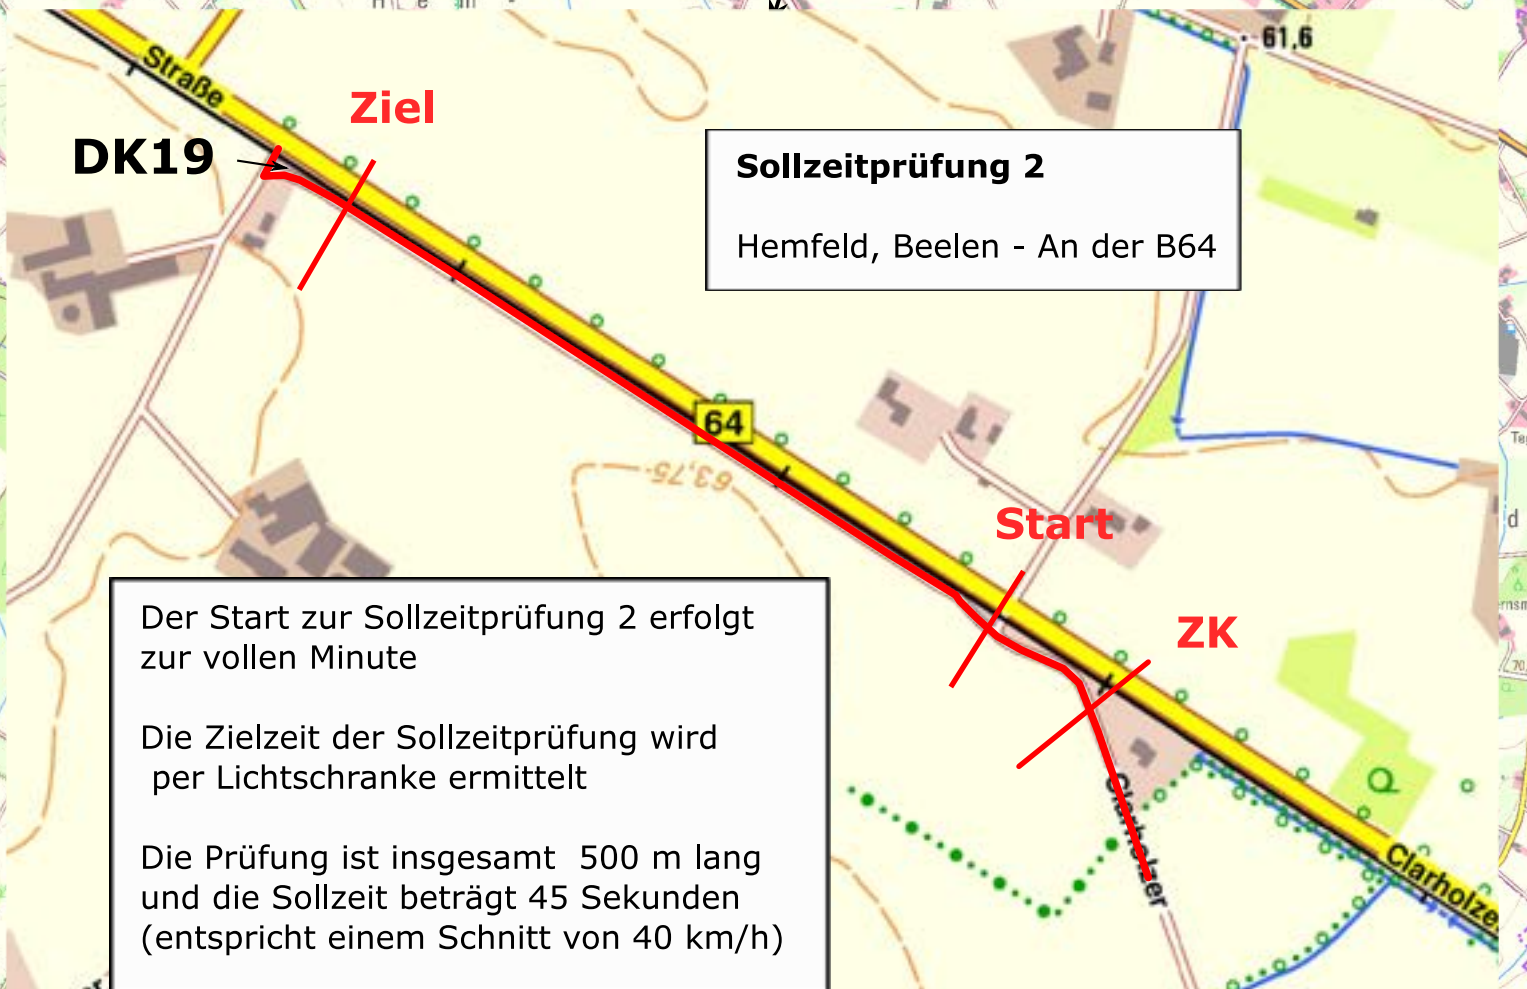 H e m -
Straße
Ziel
61,6
DK19
Sollzeitprüfung 2
Hemfeld, Beelen - An der B64
64
63,75
Start
ZK
Der Start zur Sollzeitprüfung 2 erfolgt
zur vollen Minute
Die Zielzeit der Sollzeitprüfung wird
per Lichtschranke ermittelt
Die Prüfung ist insgesamt 500 m lang
und die Sollzeit beträgt 45 Sekunden
(entspricht einem Schnitt von 40 km/h)
Clarholzer
Clarholze